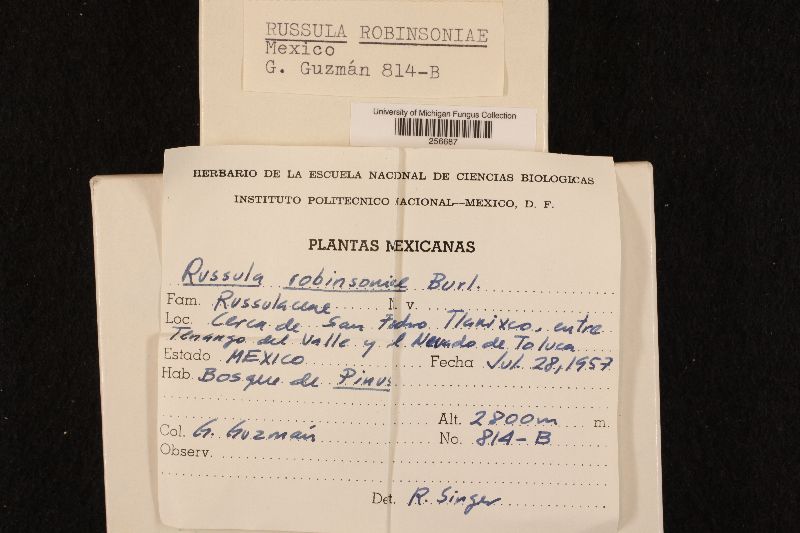 RUSSULA ROBINSONIAE
Mexico
G. Guzmán 814-B
University of Michigan Fungus Collection
256687
HERBARIO DE LA ESCUELA NACIONAL DE CIENCIAS BIOLOGICAS
INSTITUTO POLITECNICO NACIONAL—MEXICO, D. F.
PLANTAS MEXICANAS
Russula robinsoniae Burl.
Fam. Russulaceae N. v.
Loc. Cerca de San Pedro Tlanixco, entre
Tenango del Valle y el Nevado de Toluca
Estado MEXICO Fecha Jul. 28, 1957
Hab. Bosque de Pinus
Alt. 2800m m.
Col. G. Guzmán No. 814-B
Observ.
Det. R. Singer